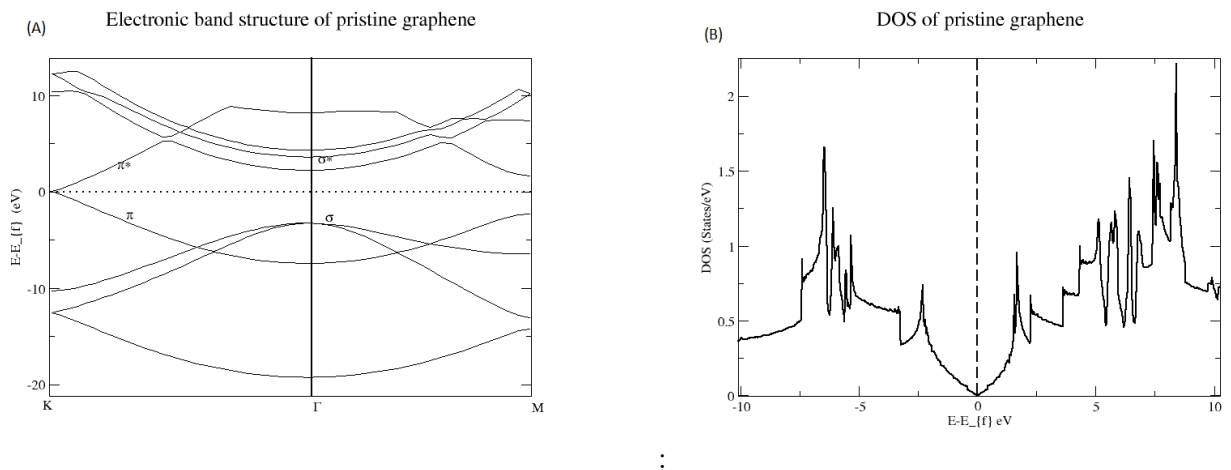 Electronic band structure of pristine graphene
(A)
10
0
-10
-20
E-E_{f} (eV)
π*
σ*
π
σ
K
Γ
M
DOS of pristine graphene
(B)
2
1.5
1
0.5
0
DOS (States/eV)
-10
-5
0
5
10
E-E_{f} eV
: